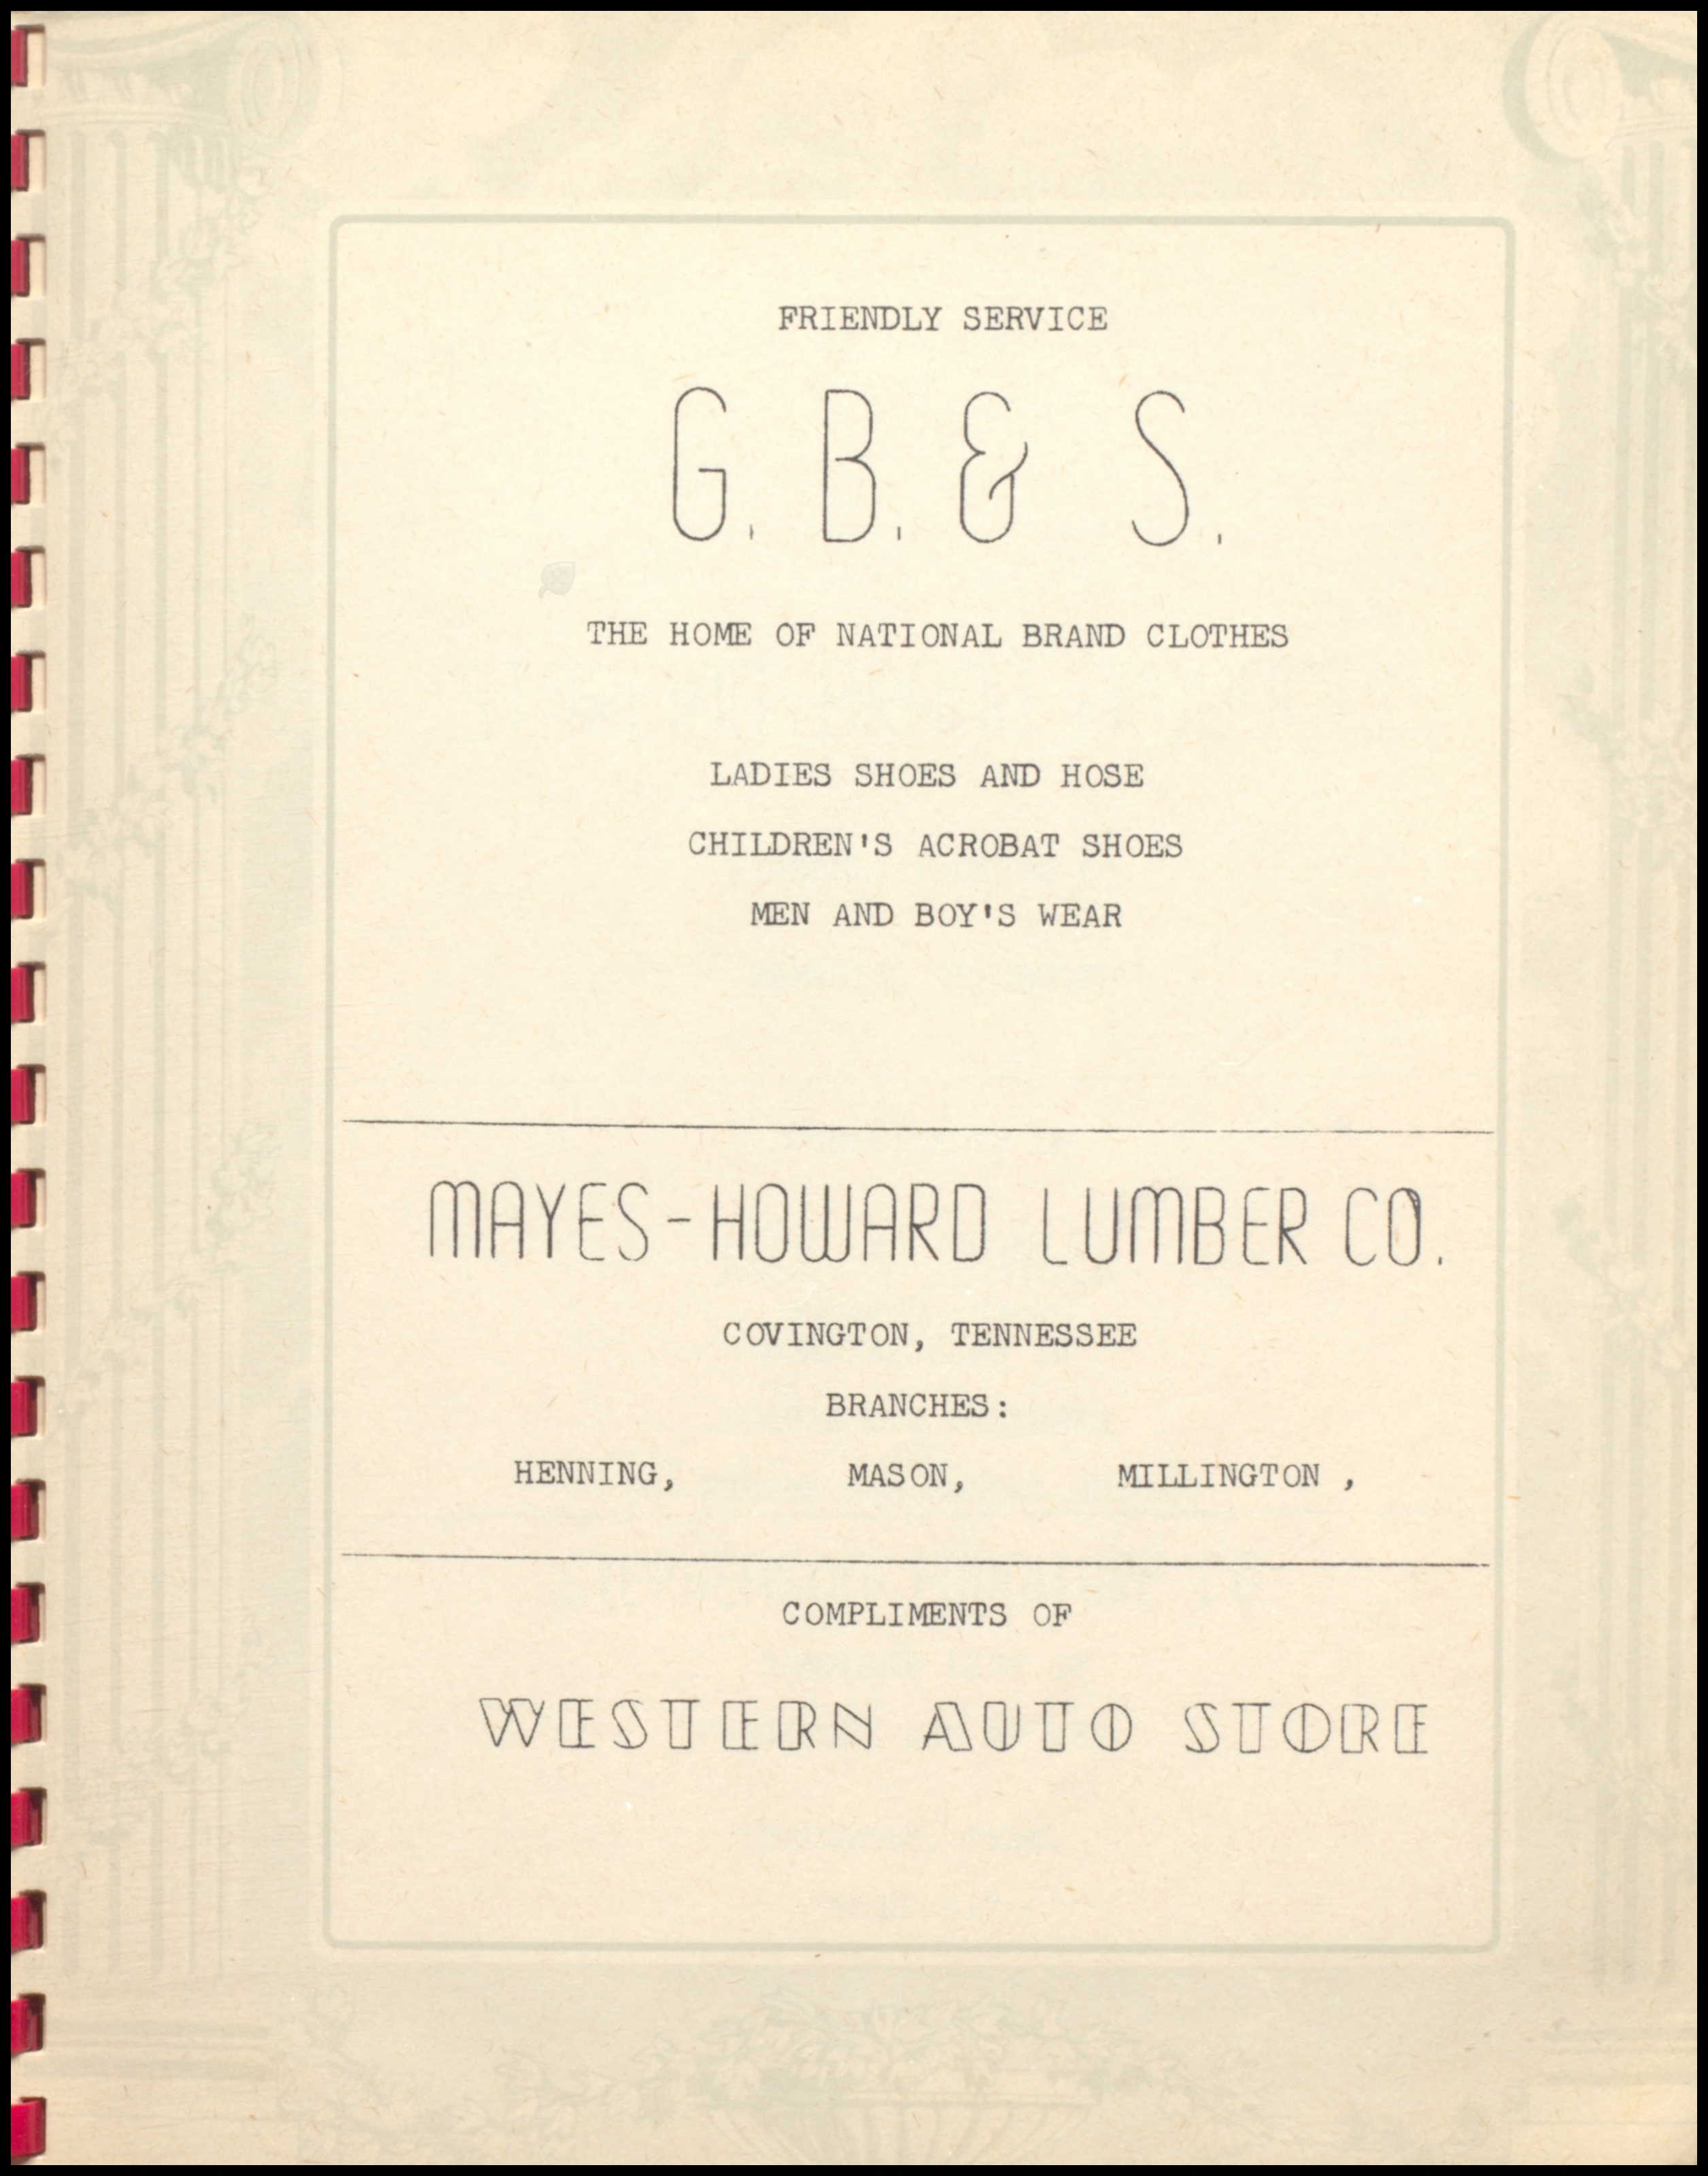 FRIENDLY SERVICE
G. B. & S.
THE HOME OF NATIONAL BRAND CLOTHES
LADIES SHOES AND HOSE
CHILDREN'S ACROBAT SHOES
MEN AND BOY'S WEAR
MAYES-HOWARD LUMBER CO.
COVINGTON, TENNESSEE
BRANCHES:
HENNING, MASON, MILLINGTON ,
COMPLIMENTS OF
WESTERN AUTO STORE